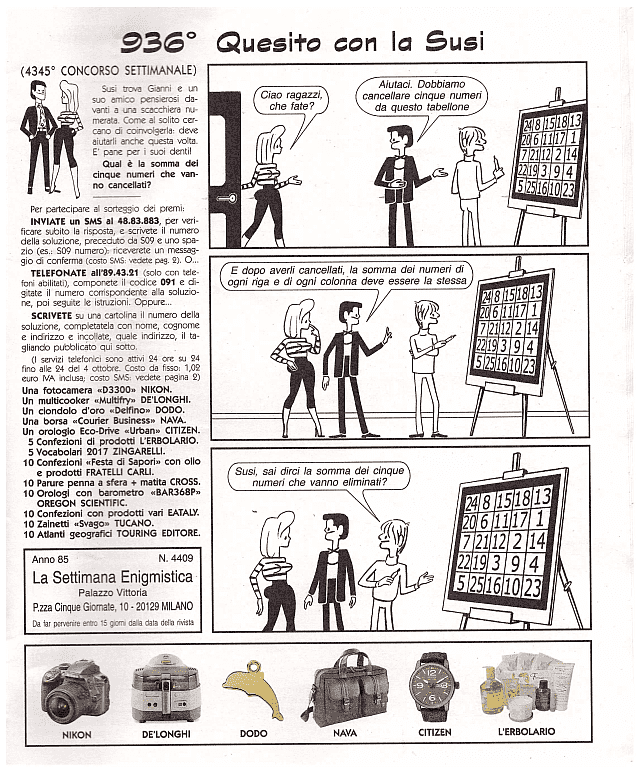 936° Quesito con la Susi
(4345° CONCORSO SETTIMANALE)
Susi trova Gianni e un
suo amico pensierosi da-
vanti a una scacchiera nu-
merata. Come al solito cer-
cano di coinvolgerla: deve
aiutarli anche questa volta.
E' pane per i suoi denti!
Qual è la somma dei
cinque numeri che van-
no cancellati?
Per partecipare al sorteggio dei premi:
INVIATE un SMS al 48.83.883, per veri-
ficare subito la risposta, e scrivete il numero
della soluzione, preceduto da S09 e uno spa-
zio (es.: S09 numero): riceverete un messag-
gio di conferma (costo SMS: vedete pag. 2). O...
TELEFONATE all'89.43.21 (solo con tele-
foni abilitati), componete il codice 091 e di-
gitate il numero corrispondente alla soluzio-
ne, poi seguite le istruzioni. Oppure...
SCRIVETE su una cartolina il numero della
soluzione, completatela con nome, cognome
e indirizzo e incollate, quale indirizzo, il ta-
gliando pubblicato qui sotto.
(I servizi telefonici sono attivi 24 ore su 24
fino alle 24 del 4 ottobre. Costo da fisso: 1,02
euro IVA inclusa; costo SMS: vedete pagina 2)
Una fotocamera «D3300» NIKON.
Un multicooker «Multifry» DE'LONGHI.
Un ciondolo d'oro «Delfino» DODO.
Una borsa «Courier Business» NAVA.
Un orologio Eco-Drive «Urban» CITIZEN.
5 Confezioni di prodotti L'ERBOLARIO.
5 Vocabolari 2017 ZINGARELLI.
10 Confezioni «Festa di Sapori» con olio
e prodotti FRATELLI CARLI.
10 Parure penna a sfera + matita CROSS.
10 Orologi con barometro «BAR368P»
OREGON SCIENTIFIC.
10 Confezioni con prodotti vari EATALY.
10 Zainetti «Svago» TUCANO.
10 Atlanti geografici TOURING EDITORE.
Anno 85 N. 4409
La Settimana Enigmistica
Palazzo Vittoria
P.zza Cinque Giornate, 10 - 20129 MILANO
Da far pervenire entro 15 giorni dalla data della rivista
Ciao ragazzi,
che fate?
Aiutaci. Dobbiamo
cancellare cinque numeri
da questo tabellone
24 8 15 18 13
20 6 11 17 1
7 21 12 2 4
22 19 3 9 4
5 25 16 10 23
E dopo averli cancellati, la somma dei numeri di
ogni riga e di ogni colonna deve essere la stessa
24 8 15 18 13
20 6 11 17 1
7 21 12 2 14
22 19 3 9 4
5 25 16 10 23
Susi, sai dirci la somma dei cinque
numeri che vanno eliminati?
24 8 15 18 13
20 6 11 17 1
7 21 12 2 14
22 19 3 9 4
5 25 16 10 23
NIKON
DE'LONGHI
DODO
NAVA
CITIZEN
L'ERBOLARIO